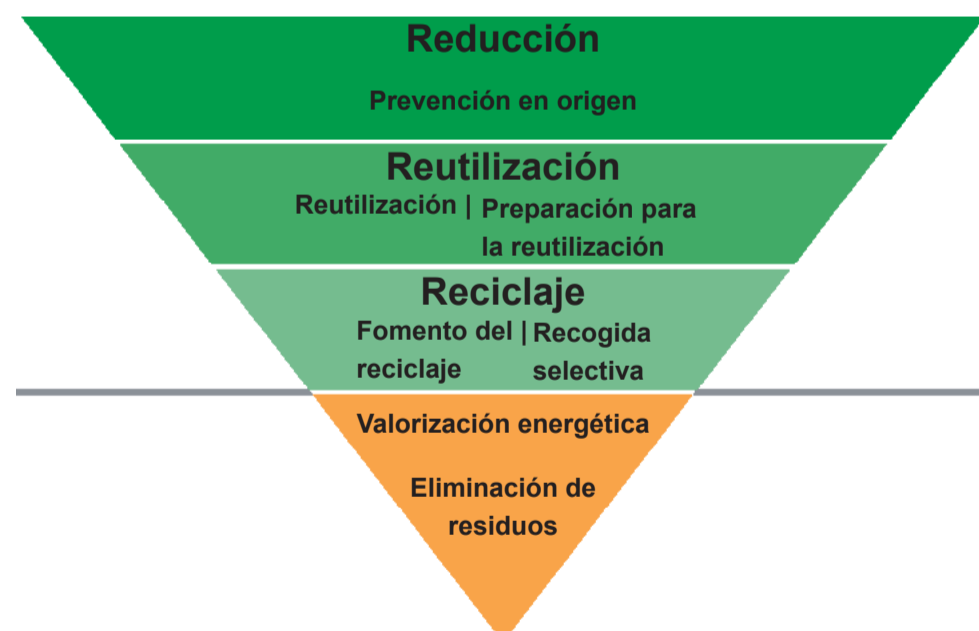 Reducción
Prevención en origen
Reutilización
Reutilización | Preparación para
la reutilización
Reciclaje
Fomento del | Recogida
reciclaje selectiva
Valorización energética
Eliminación de
residuos